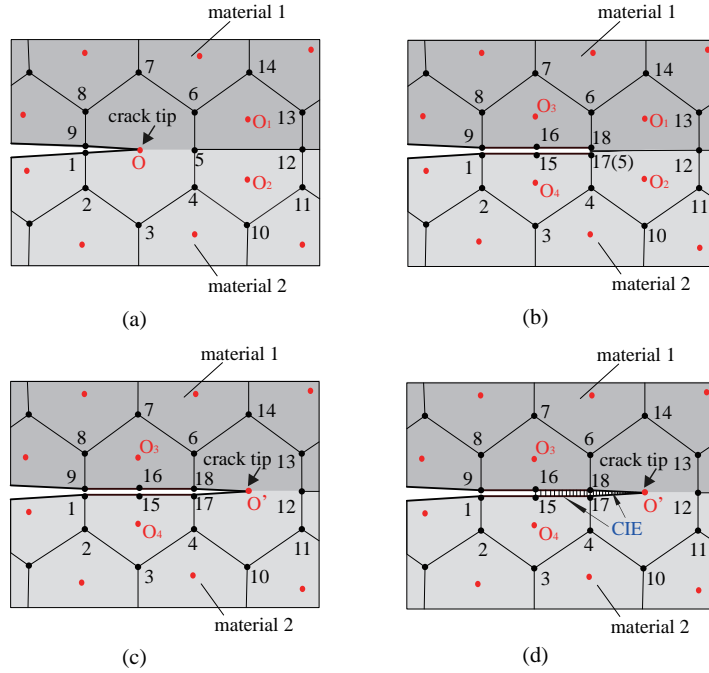 material 1
7
14
8
6
crack tip
O₁
13
9
O
5
12
1
O₂
2
4
11
3
10
material 2
(a)
material 1
7
14
8
O₃
6
O₁
13
9
16
18
12
1
15
17(5)
O₄
O₂
2
4
11
3
10
material 2
(b)
material 1
7
14
8
6
O₃
crack tip
13
9
16
18
O'
12
1
15
17
O₄
2
4
11
3
10
material 2
(c)
material 1
7
14
8
6
O₃
crack tip
13
9
16
18
O'
12
1
15
17
O₄
CIE
2
4
11
3
10
material 2
(d)